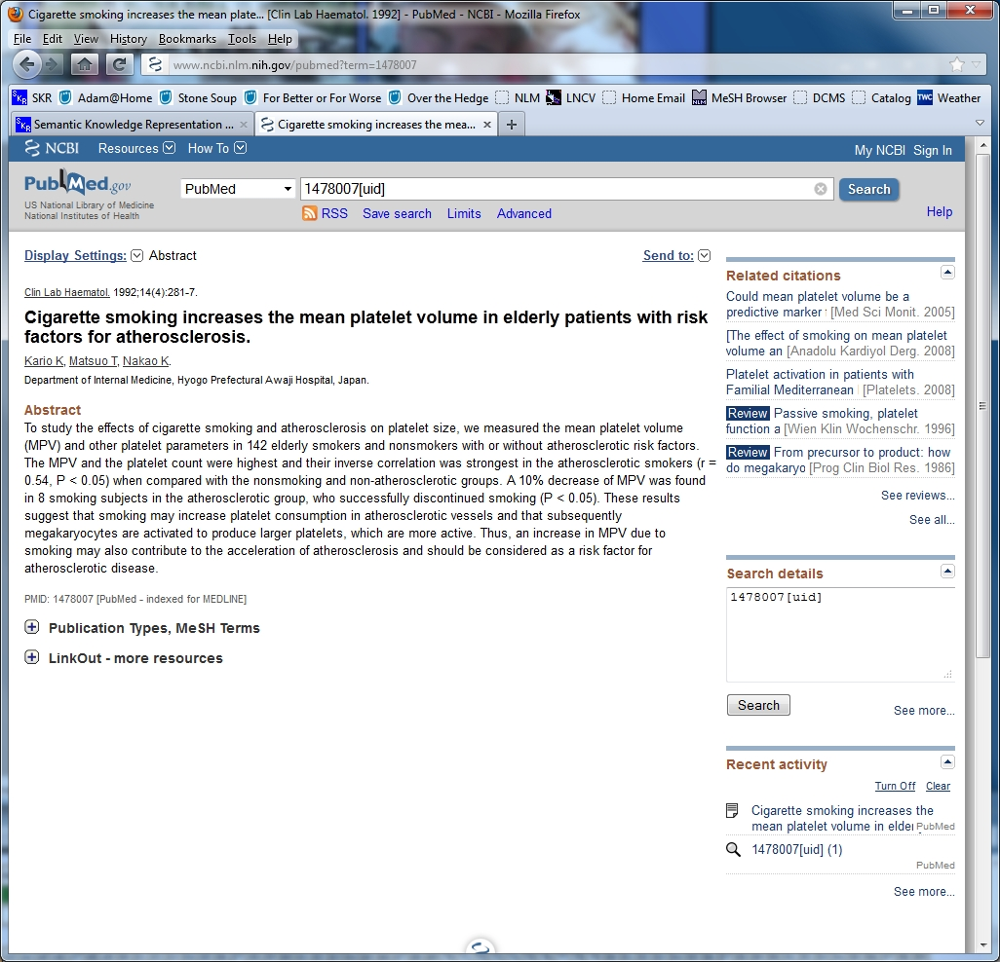 Cigarette smoking increases the mean plate... [Clin Lab Haematol. 1992] - PubMed - NCBI - Mozilla Firefox
File Edit View History Bookmarks Tools Help
www.ncbi.nlm.nih.gov/pubmed?term=1478007
SKR Adam@Home Stone Soup For Better or For Worse Over the Hedge NLM LNCV Home Email MeSH Browser DCMS Catalog TWC Weather
Semantic Knowledge Representation ... Cigarette smoking increases the mea...
NCBI Resources How To My NCBI Sign In
PubMed.gov
US National Library of Medicine
National Institutes of Health
PubMed 1478007[uid] Search
RSS Save search Limits Advanced Help
Display Settings: Abstract Send to:
Clin Lab Haematol. 1992;14(4):281-7.
Cigarette smoking increases the mean platelet volume in elderly patients with risk
factors for atherosclerosis.
Kario K, Matsuo T, Nakao K.
Department of Internal Medicine, Hyogo Prefectural Awaji Hospital, Japan.
Abstract
To study the effects of cigarette smoking and atherosclerosis on platelet size, we measured the mean platelet volume
(MPV) and other platelet parameters in 142 elderly smokers and nonsmokers with or without atherosclerotic risk factors.
The MPV and the platelet count were highest and their inverse correlation was strongest in the atherosclerotic smokers (r =
0.54, P < 0.05) when compared with the nonsmoking and non-atherosclerotic groups. A 10% decrease of MPV was found
in 8 smoking subjects in the atherosclerotic group, who successfully discontinued smoking (P < 0.05). These results
suggest that smoking may increase platelet consumption in atherosclerotic vessels and that subsequently
megakaryocytes are activated to produce larger platelets, which are more active. Thus, an increase in MPV due to
smoking may also contribute to the acceleration of atherosclerosis and should be considered as a risk factor for
atherosclerotic disease.
PMID: 1478007 [PubMed - indexed for MEDLINE]
Publication Types, MeSH Terms
LinkOut - more resources
Related citations
Could mean platelet volume be a
predictive marker [Med Sci Monit. 2005]
[The effect of smoking on mean platelet
volume an [Anadolu Kardiyol Derg. 2008]
Platelet activation in patients with
Familial Mediterranean [Platelets. 2008]
Review Passive smoking, platelet
function a [Wien Klin Wochenschr. 1996]
Review From precursor to product: how
do megakaryo [Prog Clin Biol Res. 1986]
See reviews...
See all...
Search details
1478007[uid]
Search
See more...
Recent activity
Turn Off Clear
Cigarette smoking increases the
mean platelet volume in elder PubMed
1478007[uid] (1)
PubMed
See more...